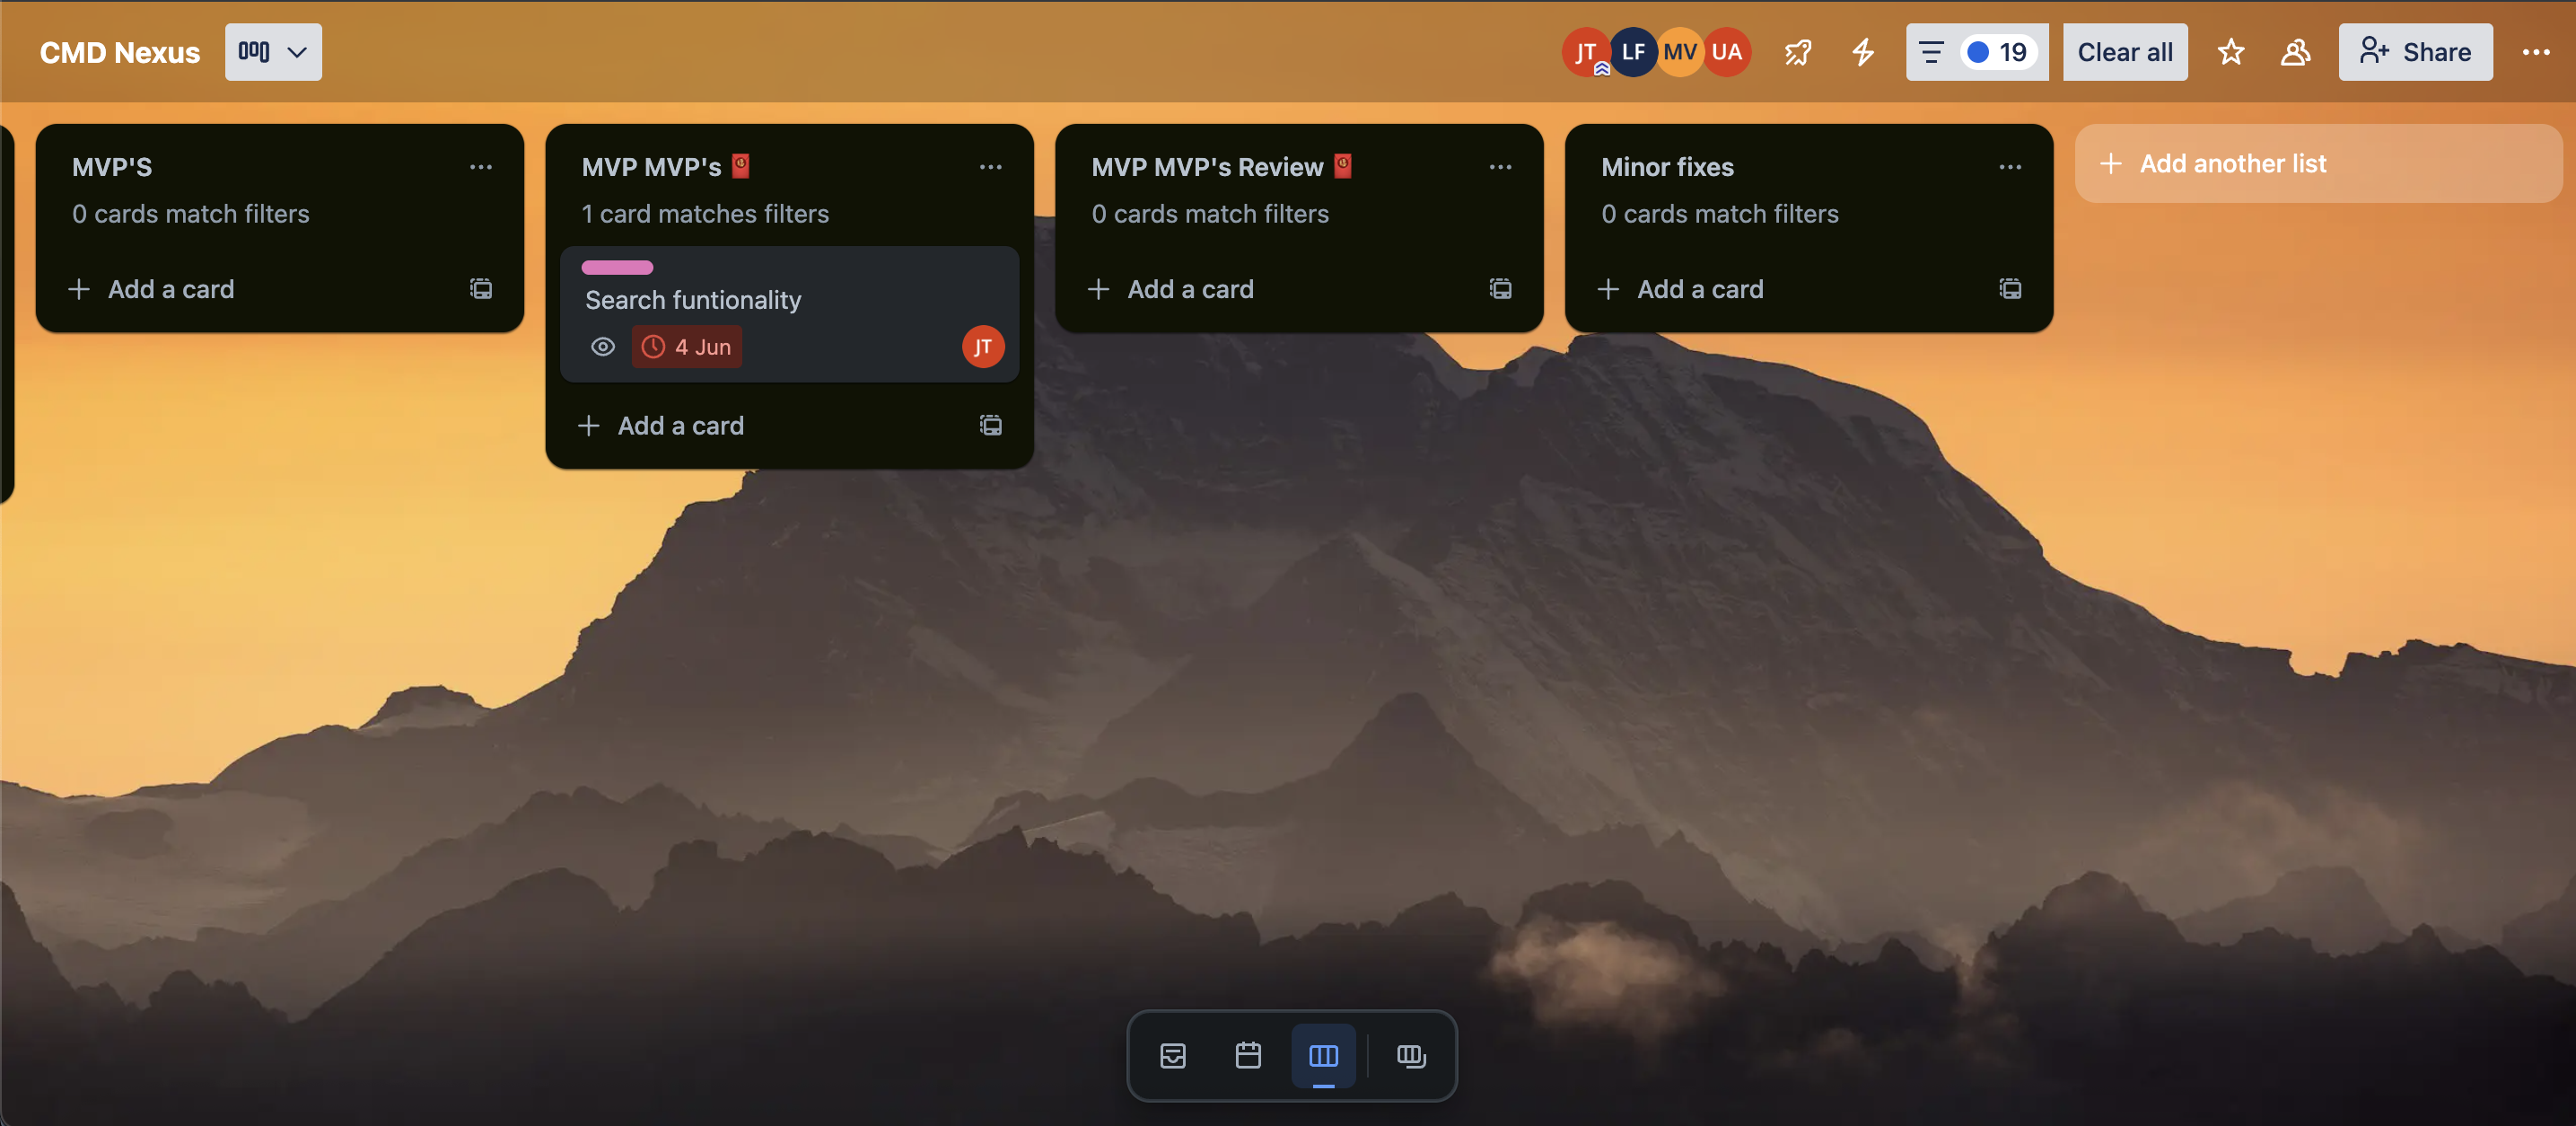 CMD Nexus
JT LF MV UA 19 Clear all Share
MVP'S
0 cards match filters
Add a card
MVP MVP's 🧧
1 card matches filters
Search funtionality
4 Jun JT
Add a card
MVP MVP's Review 🧧
0 cards match filters
Add a card
Minor fixes
0 cards match filters
Add a card
Add another list